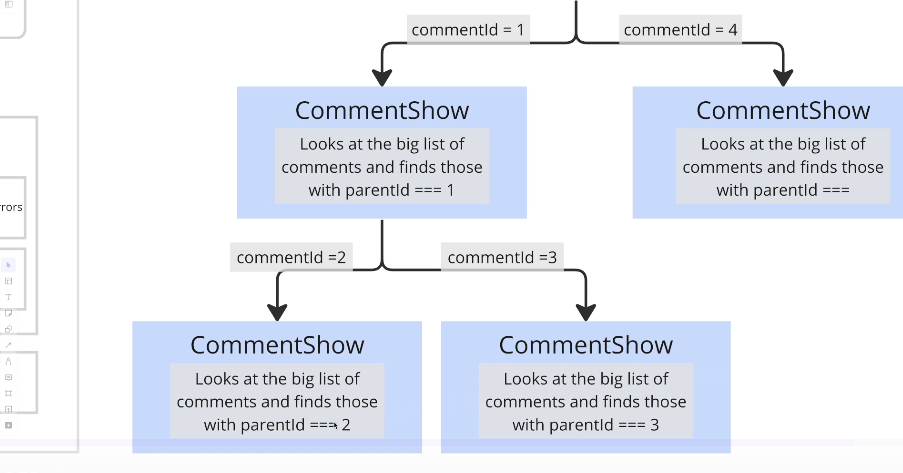 commentId = 1
commentId = 4
CommentShow
Looks at the big list of
comments and finds those
with parentId === 1
CommentShow
Looks at the big list of
comments and finds those
with parentId ===
rrors
commentId =2
commentId =3
CommentShow
Looks at the big list of
comments and finds those
with parentId === 2
CommentShow
Looks at the big list of
comments and finds those
with parentId === 3